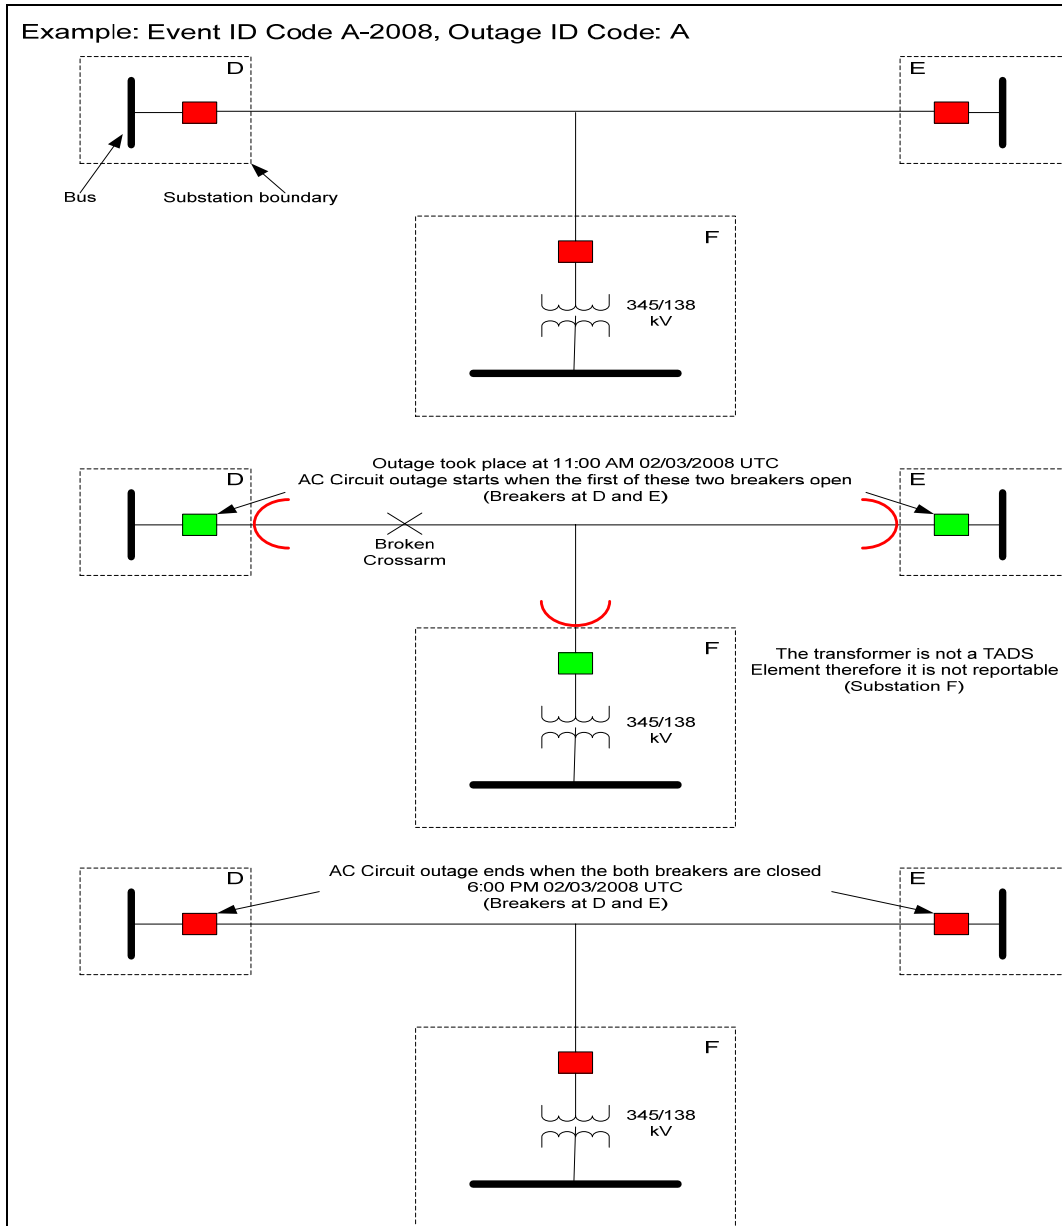 Example: Event ID Code A-2008, Outage ID Code: A
D
E
Bus
Substation boundary
F
345/138
kV
Outage took place at 11:00 AM 02/03/2008 UTC
AC Circuit outage starts when the first of these two breakers open
(Breakers at D and E)
D
E
Broken
Crossarm
F
The transformer is not a TADS
Element therefore it is not reportable
(Substation F)
345/138
kV
AC Circuit outage ends when the both breakers are closed
6:00 PM 02/03/2008 UTC
(Breakers at D and E)
D
E
F
345/138
kV